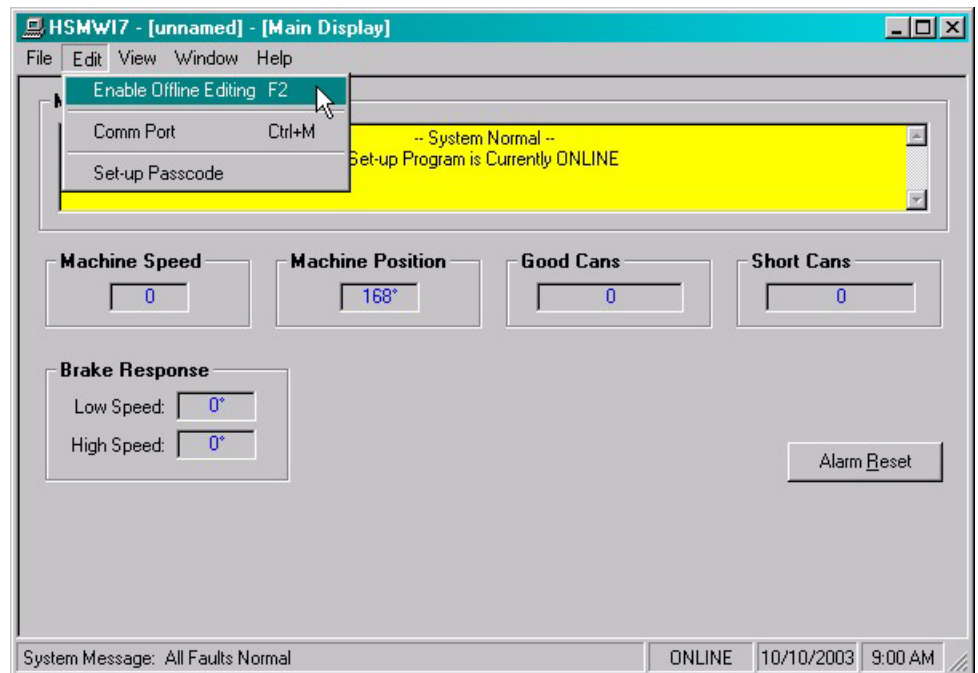 HSMWI7 - [unnamed] - [Main Display]
File Edit View Window Help
Enable Offline Editing F2
Comm Port Ctrl+M
Set-up Passcode
-- System Normal --
Set-up Program is Currently ONLINE
Machine Speed Machine Position Good Cans Short Cans
0 168° 0 0
Brake Response
Low Speed: 0°
High Speed: 0°
Alarm Reset
System Message: All Faults Normal ONLINE 10/10/2003 9:00 AM